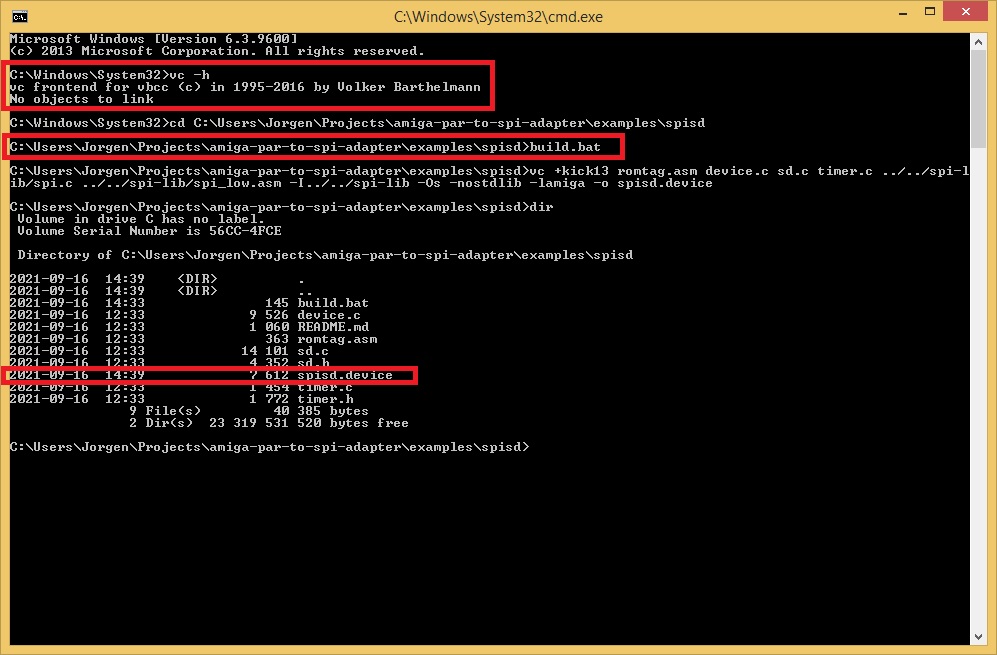 C:\Windows\System32\cmd.exe
Microsoft Windows [Version 6.3.9600]
(c) 2013 Microsoft Corporation. All rights reserved.
C:\Windows\System32>vc -h
vc frontend for vbcc (c) in 1995-2016 by Volker Barthelmann
No objects to link
C:\Windows\System32>cd C:\Users\Jorgen\Projects\amiga-par-to-spi-adapter\examples\spisd
C:\Users\Jorgen\Projects\amiga-par-to-spi-adapter\examples\spisd>build.bat
C:\Users\Jorgen\Projects\amiga-par-to-spi-adapter\examples\spisd>vc +kick13 romtag.asm device.c sd.c timer.c ../../spi-l
ib/spi.c ../../spi-lib/spi_low.asm -I../../spi-lib -Os -nostdlib -lamiga -o spisd.device
C:\Users\Jorgen\Projects\amiga-par-to-spi-adapter\examples\spisd>dir
Volume in drive C has no label.
Volume Serial Number is 56CC-4FCE
Directory of C:\Users\Jorgen\Projects\amiga-par-to-spi-adapter\examples\spisd
2021-09-16  14:39    <DIR>          .
2021-09-16  14:39    <DIR>          ..
2021-09-16  14:33               145 build.bat
2021-09-16  12:33             9 526 device.c
2021-09-16  12:33             1 060 README.md
2021-09-16  12:33               363 romtag.asm
2021-09-16  12:33            14 101 sd.c
2021-09-16  12:33             4 352 sd.h
2021-09-16  14:39             7 612 spisd.device
2021-09-16  12:33             1 454 timer.c
2021-09-16  12:33             1 772 timer.h
9 File(s)         40 385 bytes
2 Dir(s)  23 319 531 520 bytes free
C:\Users\Jorgen\Projects\amiga-par-to-spi-adapter\examples\spisd>